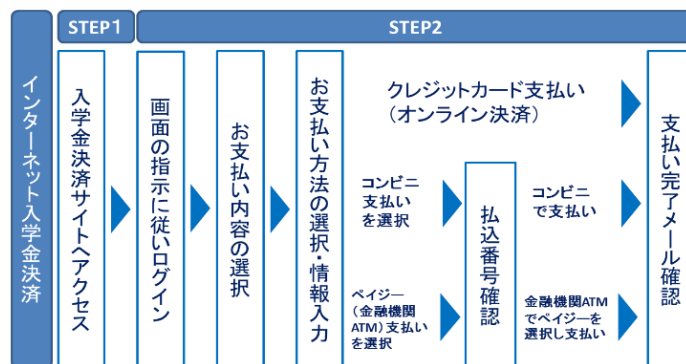 STEP1
STEP2
インターネット入学金決済
入学金決済サイトへアクセス
画面の指示に従いログイン
お支払い内容の選択
お支払い方法の選択・情報入力
クレジットカード支払い
(オンライン決済)
コンビニ
支払い
を選択
ペイジー
(金融機関
ATM)支払い
を選択
払込番号確認
コンビニ
で支払い
金融機関ATM
でペイジーを
選択し支払い
支払い完了メール確認